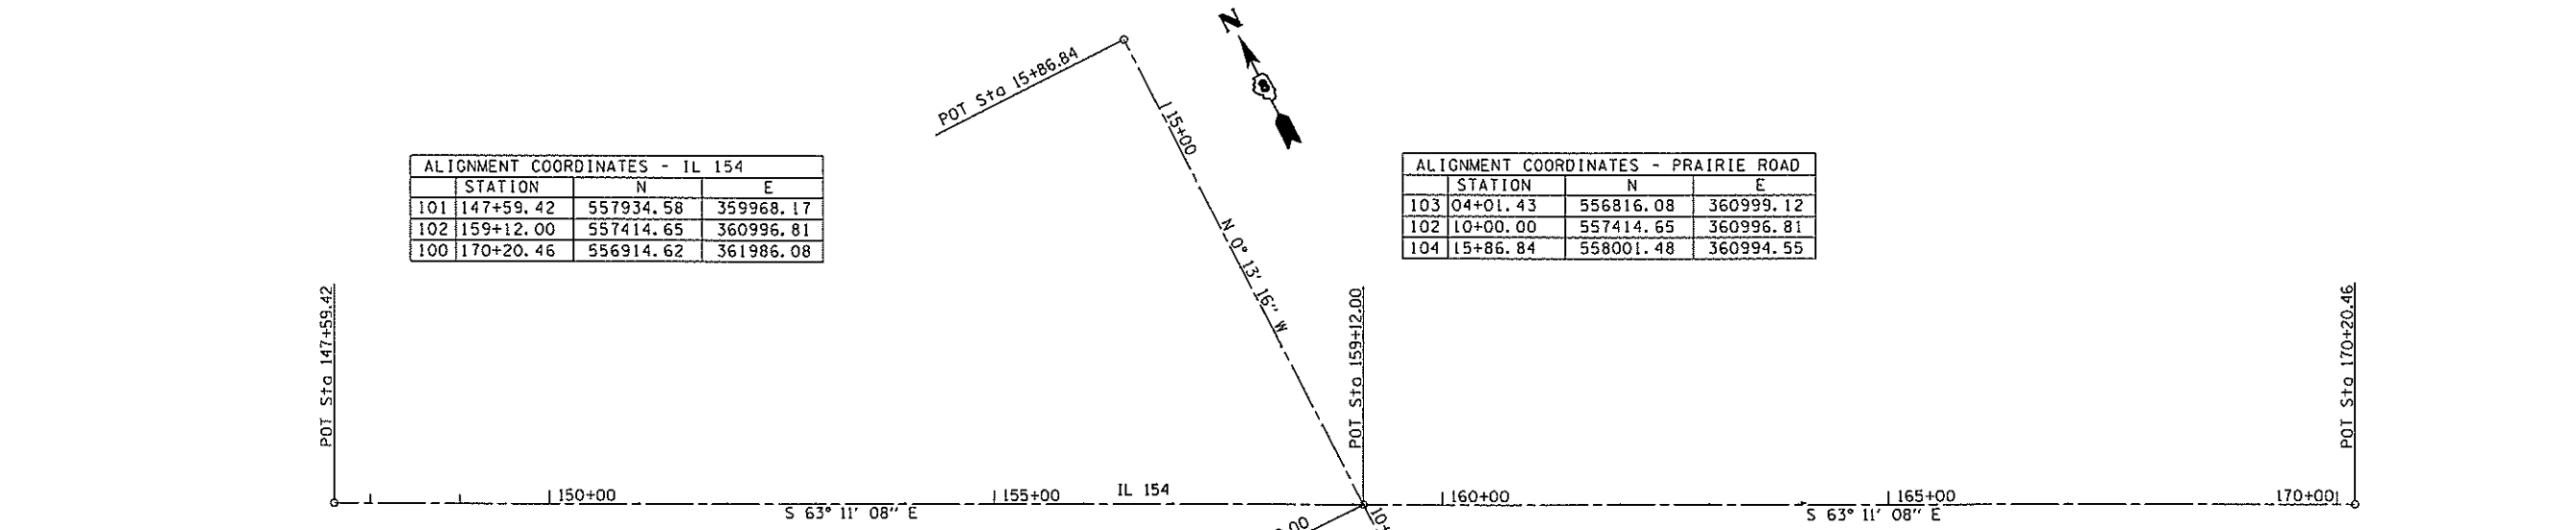 N
POT Sta 15+86.84
15+00
ALIGNMENT COORDINATES - IL 154
STATION N E
101 147+59.42 557934.58 359968.17
102 159+12.00 557414.65 360996.81
100 170+20.46 556914.62 361986.08
ALIGNMENT COORDINATES - PRAIRIE ROAD
STATION N E
103 04+01.43 556816.08 360999.12
102 10+00.00 557414.65 360996.81
104 15+86.84 558001.48 360994.55
N 0° 13' 16" W
POT Sta 147+59.42
POT Sta 159+12.00
POT Sta 170+20.46
150+00
155+00
IL 154
160+00
165+00
170+00
S 63° 11' 08" E
S 63° 11' 08" E